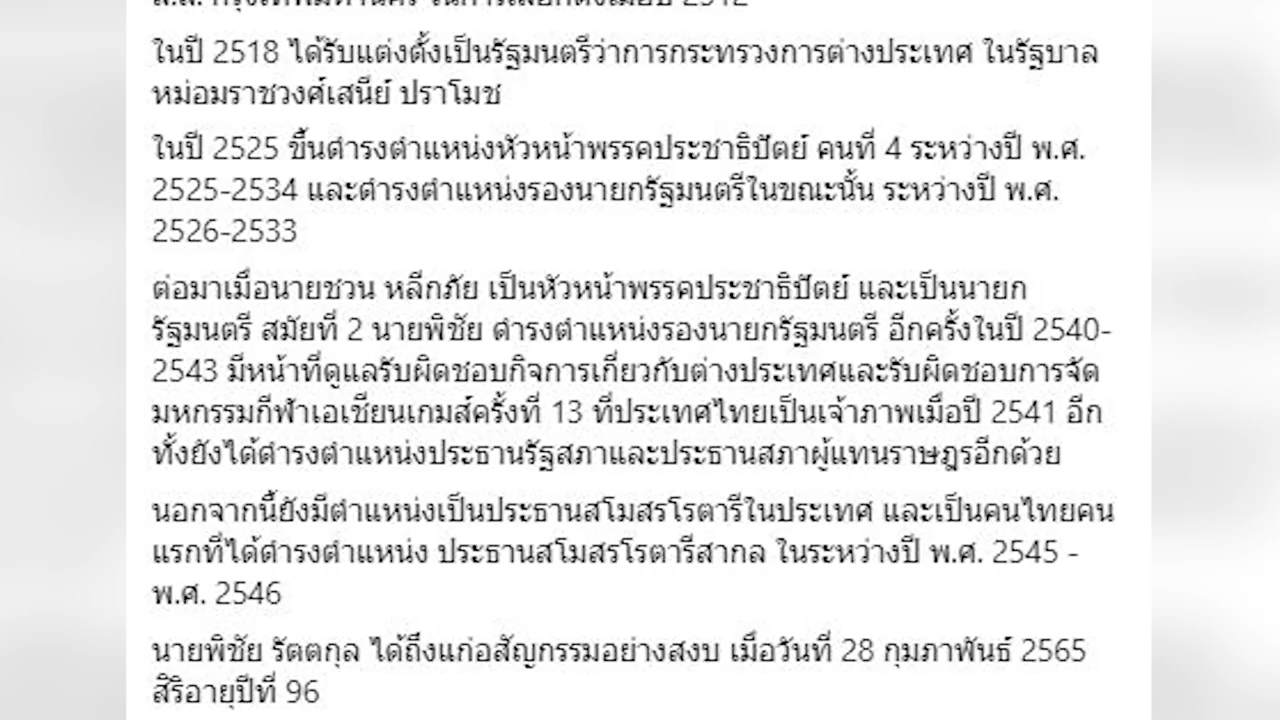 ในปี 2518 ได้รับแต่งตั้งเป็นรัฐมนตรีว่าการกระทรวงการต่างประเทศ ในรัฐบาล
หม่อมราชวงศ์เสนีย์ ปราโมช
ในปี 2525 ขึ้นดำรงตำแหน่งหัวหน้าพรรคประชาธิปัตย์ คนที่ 4 ระหว่างปี พ.ศ.
2525-2534 และดำรงตำแหน่งรองนายกรัฐมนตรีในขณะนั้น ระหว่างปี พ.ศ.
2526-2533
ต่อมาเมื่อนายชวน หลีกภัย เป็นหัวหน้าพรรคประชาธิปัตย์ และเป็นนายก
รัฐมนตรี สมัยที่ 2 นายพิชัย ดำรงตำแหน่งรองนายกรัฐมนตรี อีกครั้งในปี 2540-
2543 มีหน้าที่ดูแลรับผิดชอบกิจการเกี่ยวกับต่างประเทศและรับผิดชอบการจัด
มหกรรมกีฬาเอเชียนเกมส์ครั้งที่ 13 ที่ประเทศไทยเป็นเจ้าภาพเมื่อปี 2541 อีก
ทั้งยังได้ดำรงตำแหน่งประธานรัฐสภาและประธานสภาผู้แทนราษฎรอีกด้วย
นอกจากนี้ยังมีตำแหน่งเป็นประธานสโมสรโรตารีในประเทศ และเป็นคนไทยคน
แรกที่ได้ดำรงตำแหน่ง ประธานสโมสรโรตารีสากล ในระหว่างปี พ.ศ. 2545 -
พ.ศ. 2546
นายพิชัย รัตตกุล ได้ถึงแก่อสัญกรรมอย่างสงบ เมื่อวันที่ 28 กุมภาพันธ์ 2565
สิริอายุปีที่ 96